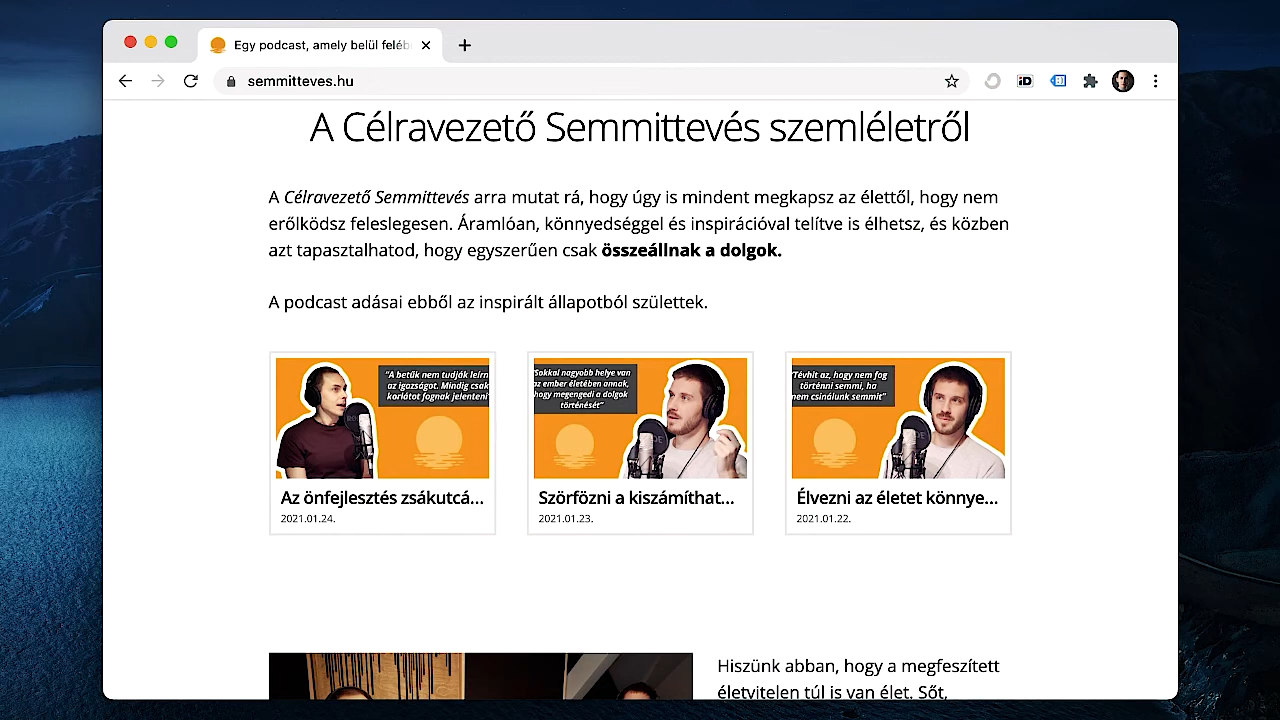 Egy podcast, amely belül feléb
semmitteves.hu
A Célravezető Semmittevés szemléletről
A Célravezető Semmittevés arra mutat rá, hogy úgy is mindent megkapsz az élettől, hogy nem
erőlködsz feleslegesen. Áramlóan, könnyedséggel és inspirációval telítve is élhetsz, és közben
azt tapasztalhatod, hogy egyszerűen csak összeállnak a dolgok.
A podcast adásai ebből az inspirált állapotból születtek.
"A betűk nem tudják leírn
az igazságot. Mindig csak
korlátot fognak jelenteni"
Sokkal nagyobb helye van
az ember életében annak,
hogy megengedi a dolgok
történését"
"Tévhit az, hogy nem fog
történni semmi, ha
nem csinálunk semmit"
Az önfejlesztés zsákutcá...
2021.01.24.
Szörfözni a kiszámíthat...
2021.01.23.
Élvezni az életet könnye...
2021.01.22.
Hiszünk abban, hogy a megfeszített
életvitelen túl is van élet. Sőt,